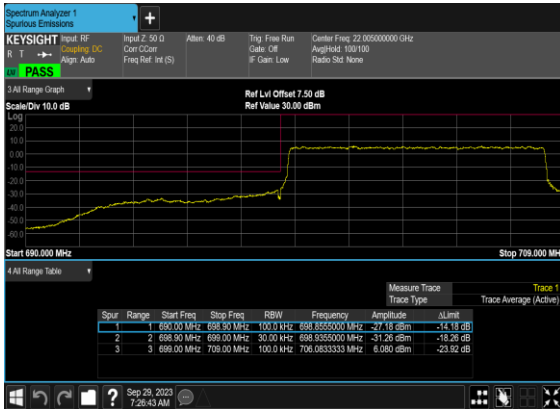 Spectrum Analyzer 1
Spurious Emissions
+
KEYSIGHT Input: RF Input Z: 50 Ω Atten: 40 dB Trig: Free Run Center Freq: 22.005000000 GHz
R T Coupling: DC Corr CCorr Gate: Off Avg|Hold: 100/100
Align: Auto Freq Ref: Int (S) IF Gain: Low Radio Std: None
PASS
3 All Range Graph Ref Lvl Offset 7.50 dB
Scale/Div 10.0 dB Ref Value 30.00 dBm
Log
20.0
10.0
0.00
-10.0
-20.0
-30.0
-40.0
-50.0
-60.0
Start 690.000 MHz Stop 709.000 MH
4 All Range Table
Measure Trace Trace 1
Trace Type Trace Average (Active)
Spur Range Start Freq Stop Freq RBW Frequency Amplitude ΔLimit
1 1 690.00 MHz 698.90 MHz 100.0 kHz 698.8555000 MHz -27.18 dBm -14.18 dB
2 2 698.90 MHz 699.00 MHz 30.00 kHz 698.9355000 MHz -31.26 dBm -18.26 dB
3 3 699.00 MHz 709.00 MHz 100.0 kHz 706.0833333 MHz 6.080 dBm -23.92 dB
? Sep 29, 2023
7:26:43 AM